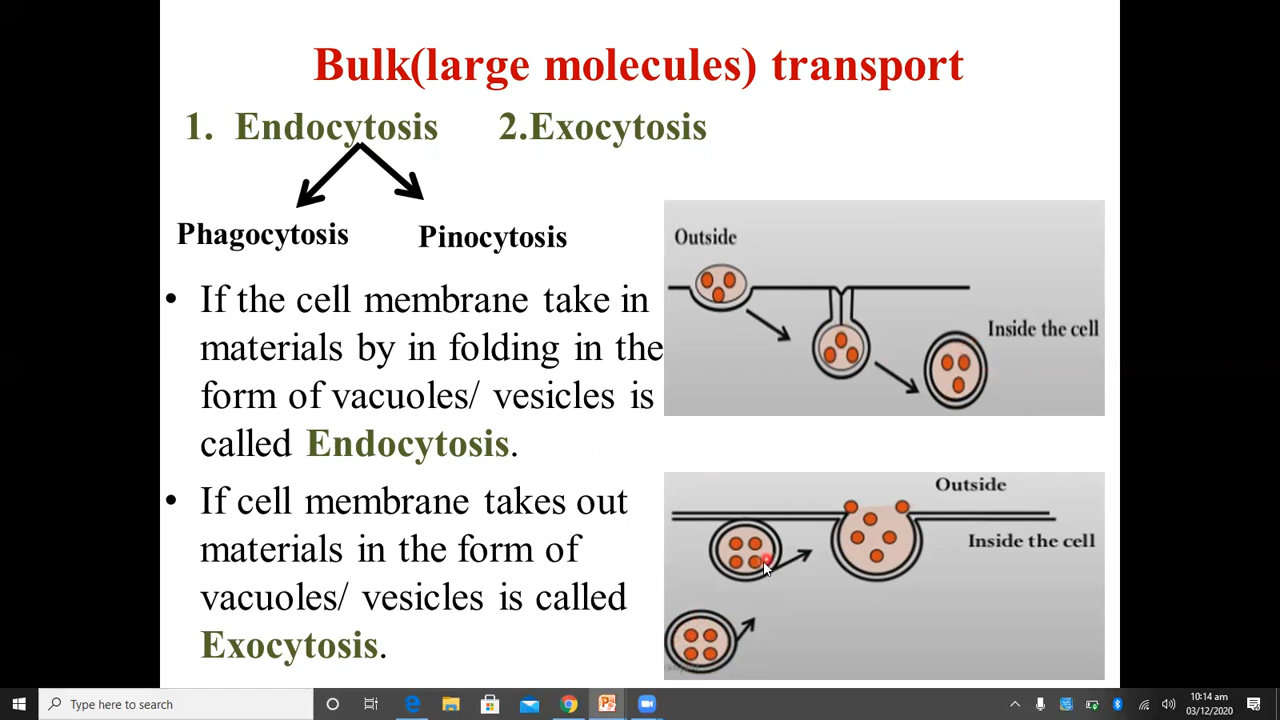 Bulk(large molecules) transport
1. Endocytosis 2.Exocytosis
Phagocytosis Pinocytosis
• If the cell membrane take in
materials by in folding in the
form of vacuoles/ vesicles is
called Endocytosis.
• If cell membrane takes out
materials in the form of
vacuoles/ vesicles is called
Exocytosis.
Outside
Inside the cell
Outside
Inside the cell
Type here to search
10:14 am
03/12/2020